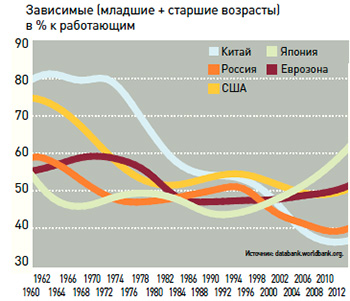 Зависимые (младшие + старшие возрасты)
в % к работающим
90
80
70
60
50
40
30
Китай Япония
Россия Еврозона
США
Источник: databank.worldbank.org.
1962 1966 1970 1974 1978 1982 1986 1990 1994 1998 2002 2006 2010
1960 1964 1968 1972 1976 1980 1984 1988 1992 1996 2000 2004 2008 2012